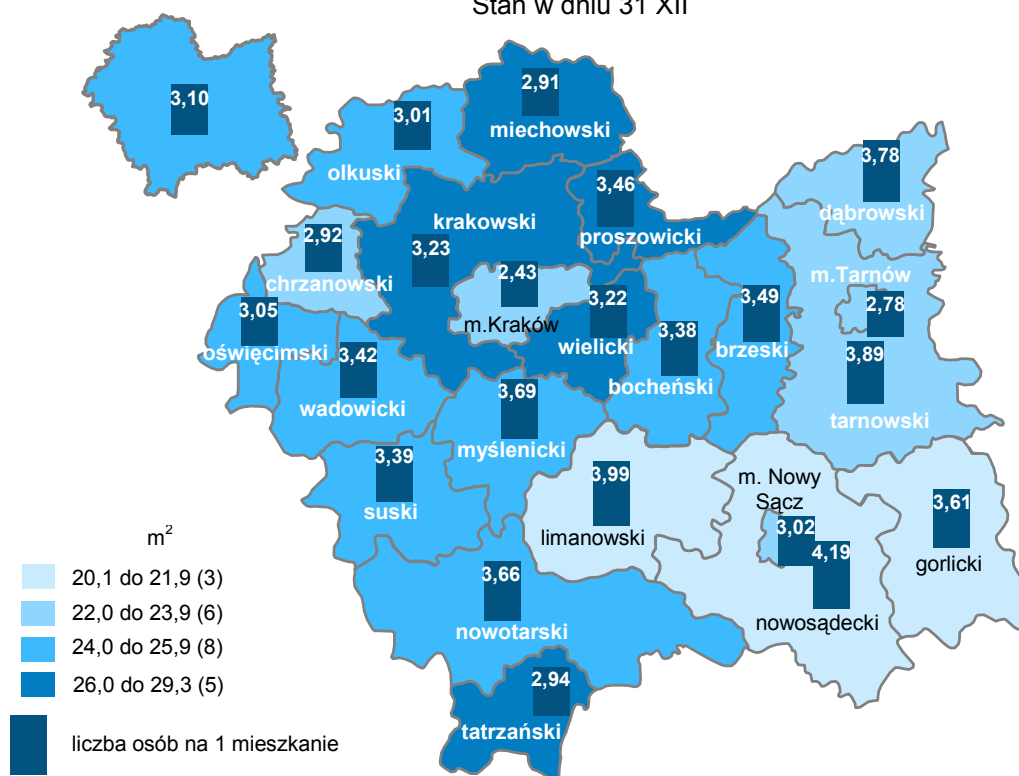 Stan w dniu 31 XII
3,10
2,91
miechowski
3,01
olkuski
3,78
dąbrowski
3,46
proszowicki
krakowski
3,23
2,92
chrzanowski
2,43
m.Kraków
3,22
wielicki
m.Tarnów
2,78
3,05
oświęcimski
3,42
wadowicki
3,38
bocheński
3,49
brzeski
3,89
tarnowski
3,69
myślenicki
3,39
suski
3,99
limanowski
m. Nowy
Sącz
3,02
4,19
nowosądecki
3,61
gorlicki
3,66
nowotarski
2,94
tatrzański
m²
20,1 do 21,9 (3)
22,0 do 23,9 (6)
24,0 do 25,9 (8)
26,0 do 29,3 (5)
liczba osób na 1 mieszkanie